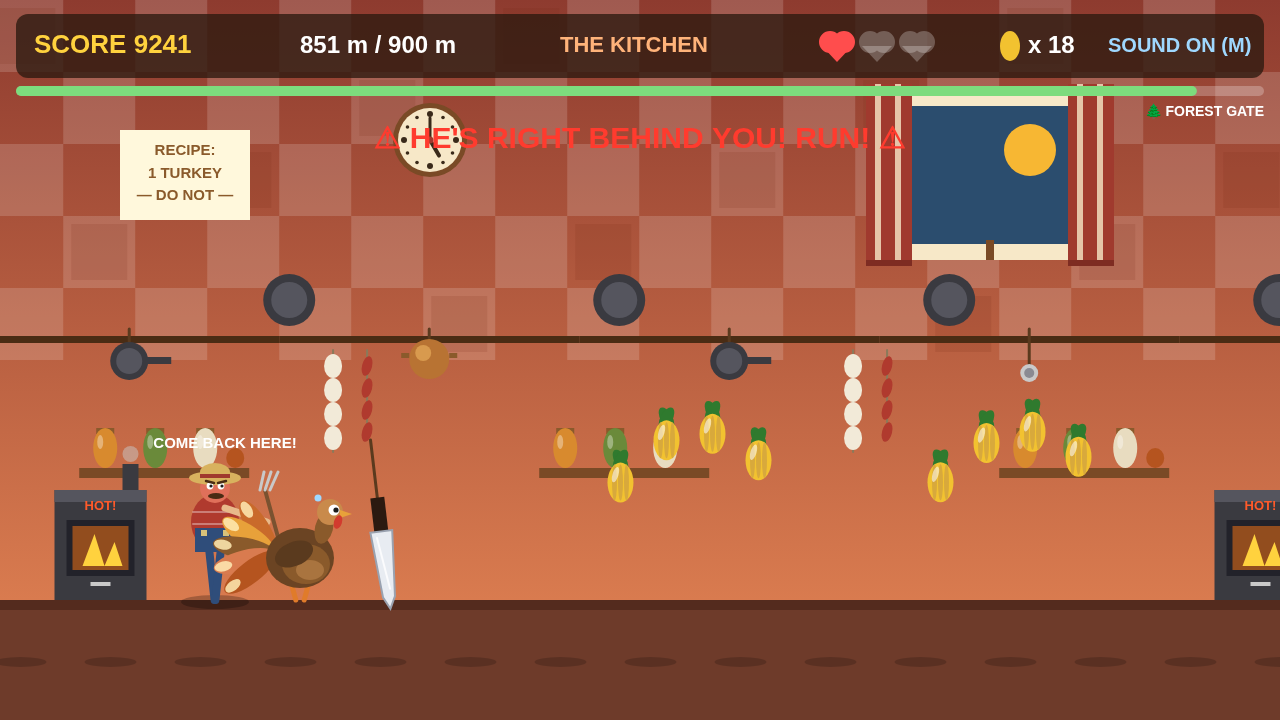 SCORE 9241
851 m / 900 m
THE KITCHEN
x 18
SOUND ON (M)
🌲 FOREST GATE
⚠ HE'S RIGHT BEHIND YOU! RUN! ⚠
RECIPE:
1 TURKEY
— DO NOT —
COME BACK HERE!
HOT!
HOT!